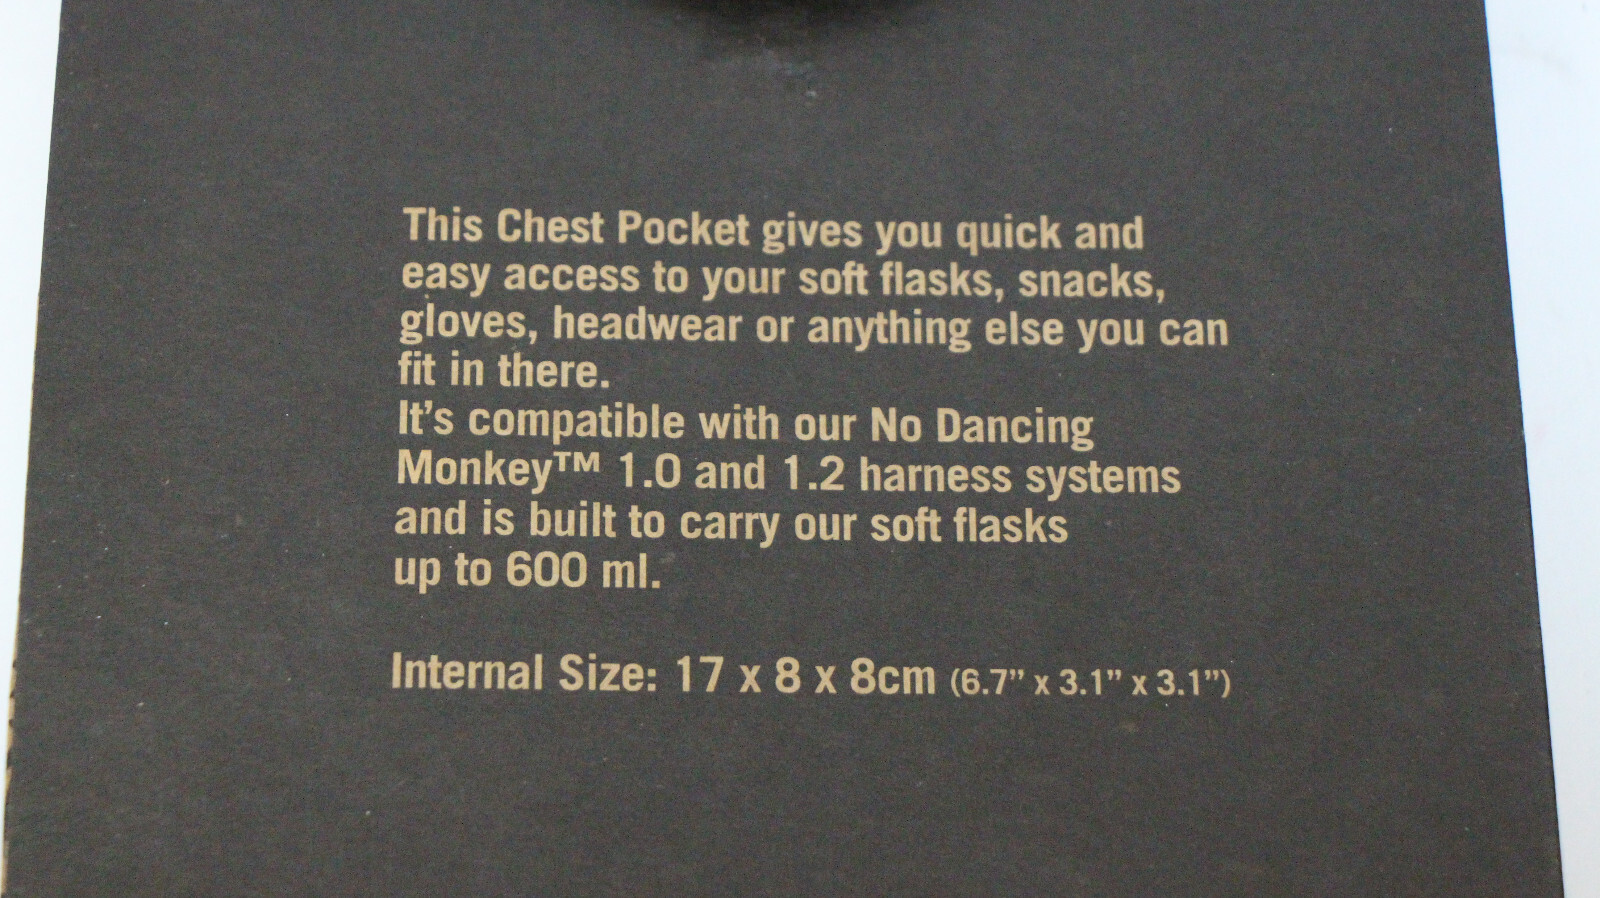 This Chest Pocket gives you quick and
easy access to your soft flasks, snacks,
gloves, headwear or anything else you can
fit in there.
It’s compatible with our No Dancing
Monkey™ 1.0 and 1.2 harness systems
and is built to carry our soft flasks
up to 600 ml.
Internal Size: 17 x 8 x 8cm (6.7” x 3.1” x 3.1”)